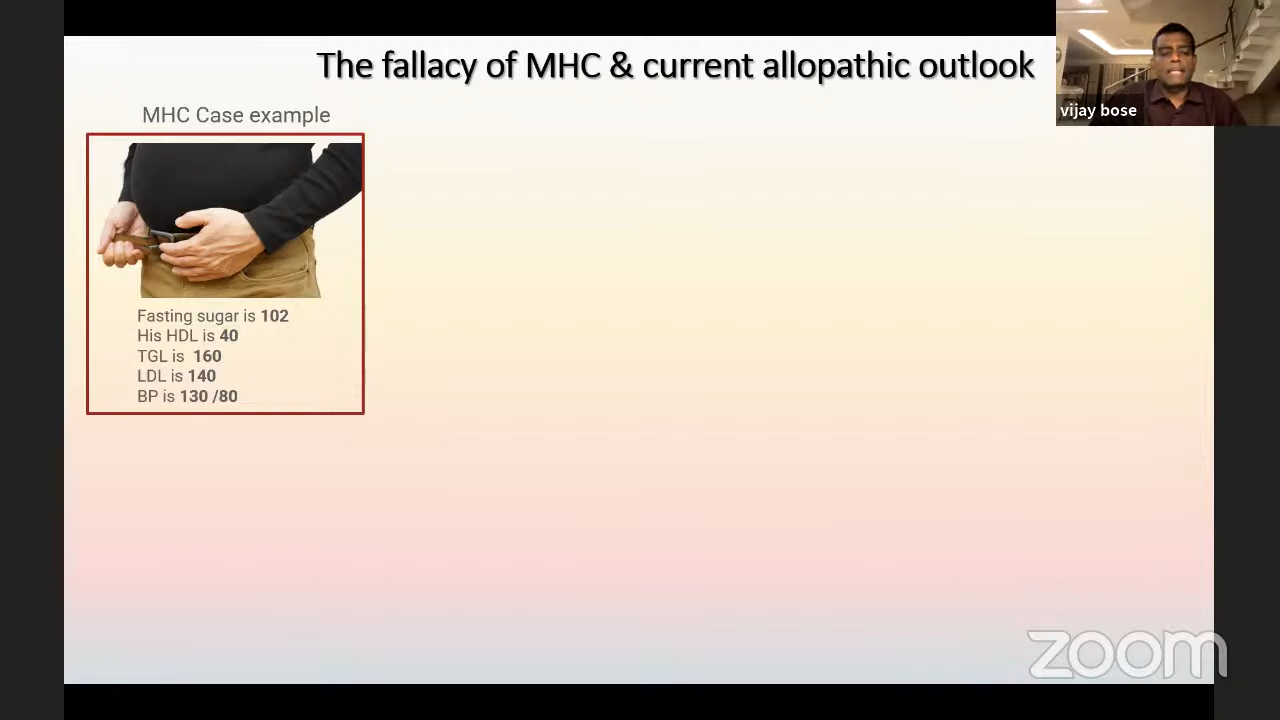 The fallacy of MHC & current allopathic outlook
vijay bose
MHC Case example
Fasting sugar is 102
His HDL is 40
TGL is 160
LDL is 140
BP is 130 /80
zoom